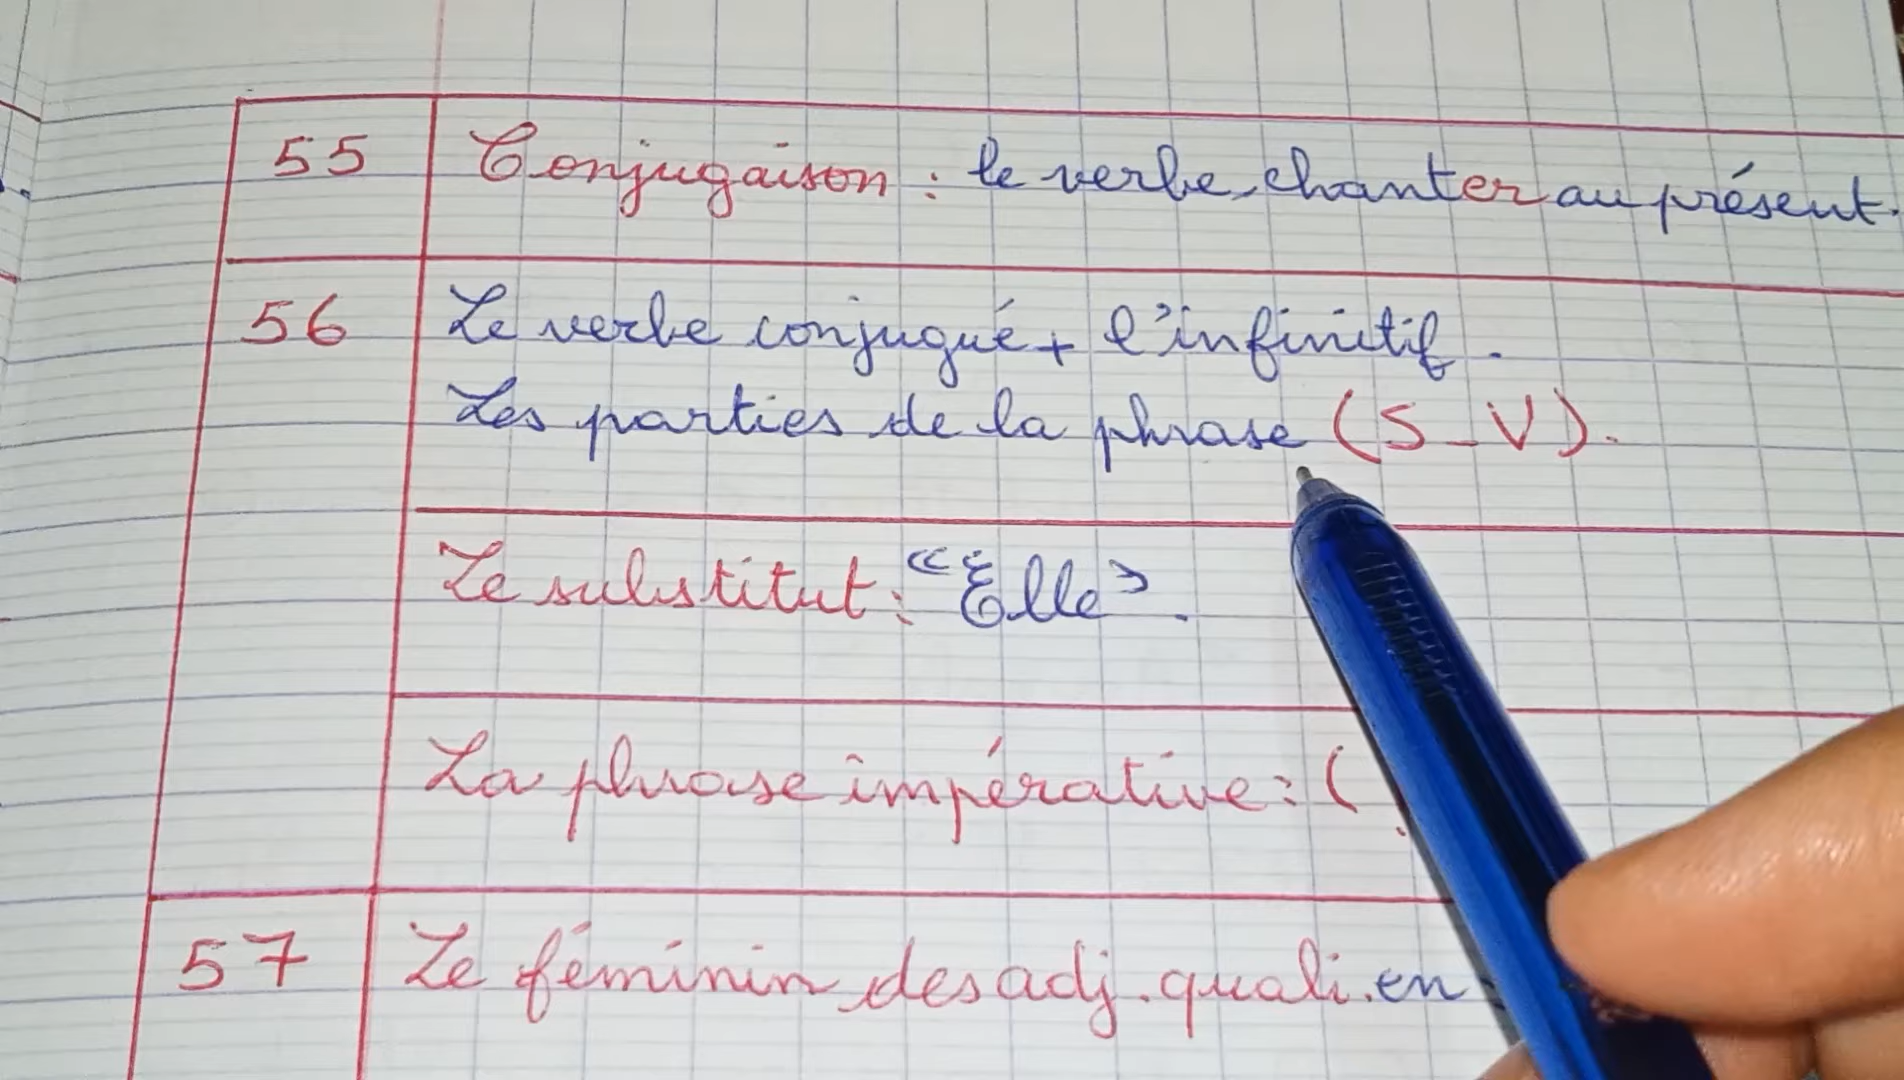 55 Conjugaison : le verbe chanter au présent.
56 Le verbe conjugué + l'infinitif.
Les parties de la phrase (S_V).
Le substitut : "Elle".
La phrase impérative : (
57 Le féminin des adj. quali. en